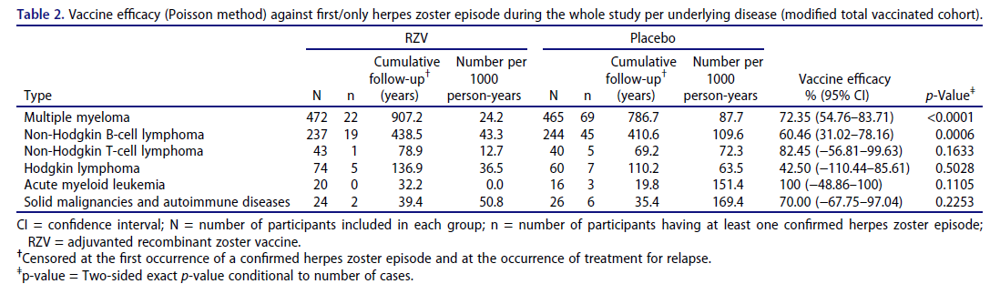 Table 2. Vaccine efficacy (Poisson method) against first/only herpes zoster episode during the whole study per underlying disease (modified total vaccinated cohort).
RZV Placebo
Cumulative Number per Cumulative Number per
follow-up† 1000 follow-up† 1000 Vaccine efficacy
Type N n (years) person-years N n (years) person-years % (95% CI) p-Value‡
Multiple myeloma 472 22 907.2 24.2 465 69 786.7 87.7 72.35 (54.76–83.71) <0.0001
Non-Hodgkin B-cell lymphoma 237 19 438.5 43.3 244 45 410.6 109.6 60.46 (31.02–78.16) 0.0006
Non-Hodgkin T-cell lymphoma 43 1 78.9 12.7 40 5 69.2 72.3 82.45 (−56.81–99.63) 0.1633
Hodgkin lymphoma 74 5 136.9 36.5 60 7 110.2 63.5 42.50 (−110.44–85.61) 0.5028
Acute myeloid leukemia 20 0 32.2 0.0 16 3 19.8 151.4 100 (−48.86–100) 0.1105
Solid malignancies and autoimmune diseases 24 2 39.4 50.8 26 6 35.4 169.4 70.00 (−67.75–97.04) 0.2253
CI = confidence interval; N = number of participants included in each group; n = number of participants having at least one confirmed herpes zoster episode;
RZV = adjuvanted recombinant zoster vaccine.
†Censored at the first occurrence of a confirmed herpes zoster episode and at the occurrence of treatment for relapse.
‡p-value = Two-sided exact p-value conditional to number of cases.